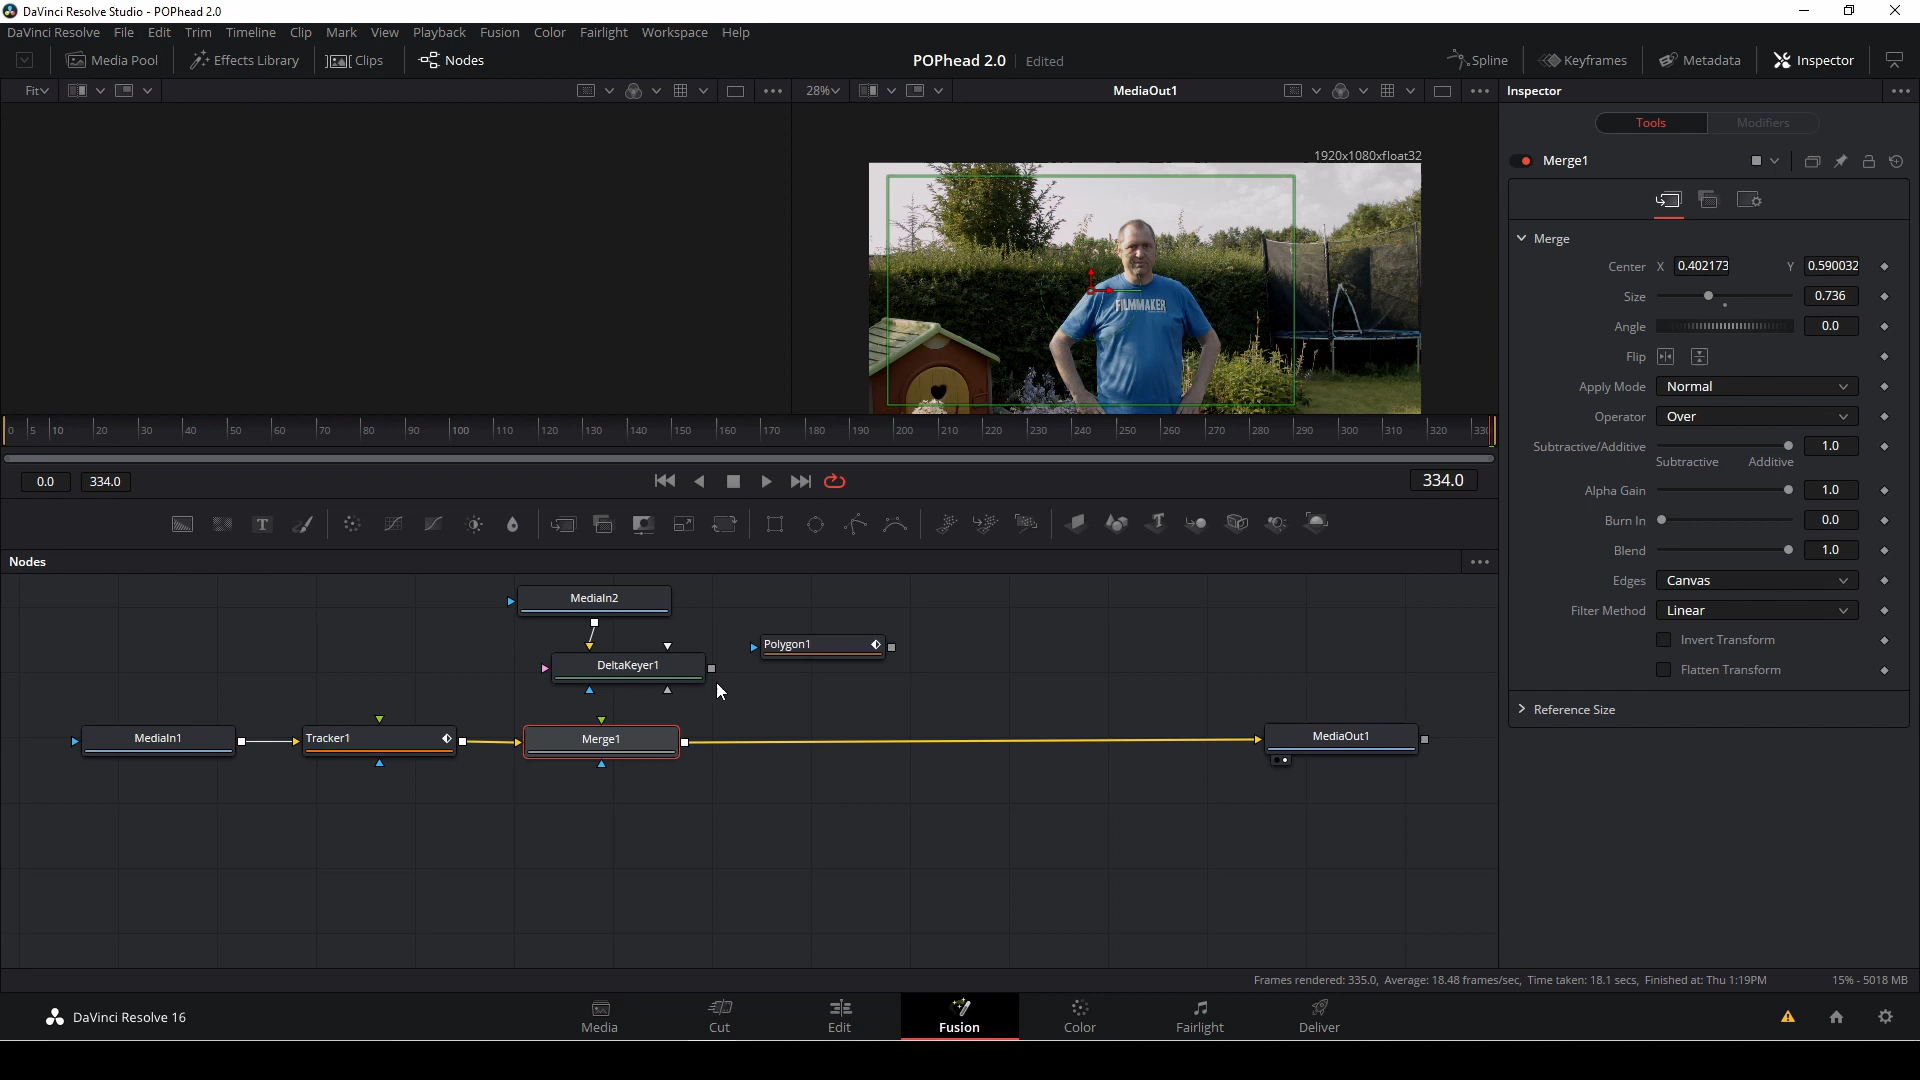 DaVinci Resolve Studio - POPhead 2.0
DaVinci Resolve File Edit Trim Timeline Clip Mark View Playback Fusion Color Fairlight Workspace Help
Media Pool Effects Library Clips Nodes POPhead 2.0 Edited Spline Keyframes Metadata Inspector
Fit 28% MediaOut1 Inspector
Tools Modifiers
1920x1080xfloat32
Merge1
FILMMAKER
Merge
Center X 0.402173 Y 0.590032
Size 0.736
Angle 0.0
Flip
Apply Mode Normal
Operator Over
Subtractive/Additive 1.0
Subtractive Additive
Alpha Gain 1.0
Burn In 0.0
Blend 1.0
Edges Canvas
Filter Method Linear
Invert Transform
Flatten Transform
Reference Size
0 5 10 20 30 40 50 60 70 80 90 100 110 120 130 140 150 160 170 180 190 200 210 220 230 240 250 260 270 280 290 300 310 320 33
0.0 334.0 334.0
Nodes
MediaIn2
Polygon1
DeltaKeyer1
MediaIn1 Tracker1 Merge1 MediaOut1
Frames rendered: 335.0, Average: 18.48 frames/sec, Time taken: 18.1 secs, Finished at: Thu 1:19PM 15% - 5018 MB
DaVinci Resolve 16
Media Cut Edit Fusion Color Fairlight Deliver